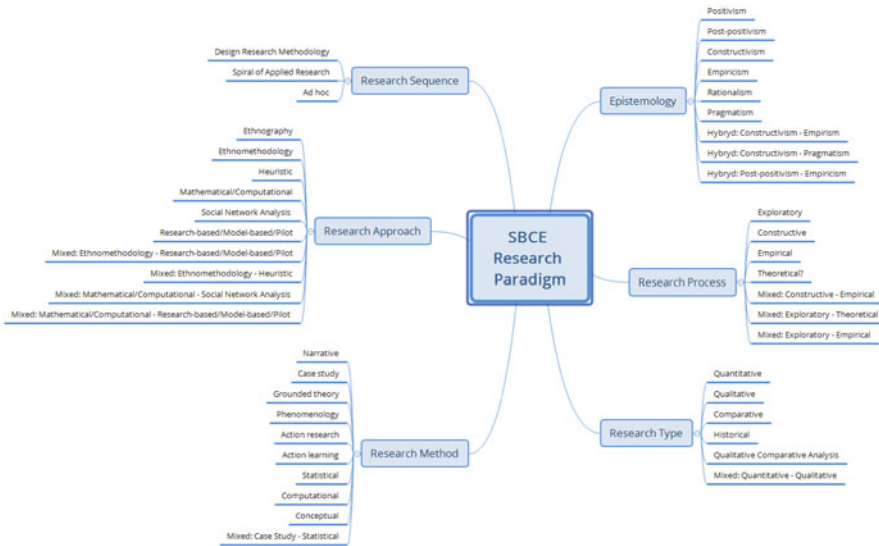 SBCE
Research
Paradigm
Research Sequence
Design Research Methodology
Spiral of Applied Research
Ad hoc
Research Approach
Ethnography
Ethnomethodology
Heuristic
Mathematical/Computational
Social Network Analysis
Research-based/Model-based/Pilot
Mixed: Ethnomethodology - Research-based/Model-based/Pilot
Mixed: Ethnomethodology - Heuristic
Mixed: Mathematical/Computational - Social Network Analysis
Mixed: Mathematical/Computational - Research-based/Model-based/Pilot
Research Method
Narrative
Case study
Grounded theory
Phenomenology
Action research
Action learning
Statistical
Computational
Conceptual
Mixed: Case Study - Statistical
Epistemology
Positivism
Post-positivism
Constructivism
Empiricism
Rationalism
Pragmatism
Hybryd: Constructivism - Empirism
Hybryd: Constructivism - Pragmatism
Hybryd: Post-positivism - Empiricism
Research Process
Exploratory
Constructive
Empirical
Theoretical?
Mixed: Constructive - Empirical
Mixed: Exploratory - Theoretical
Mixed: Exploratory - Empirical
Research Type
Quantitative
Qualitative
Comparative
Historical
Qualitative Comparative Analysis
Mixed: Quantitative - Qualitative